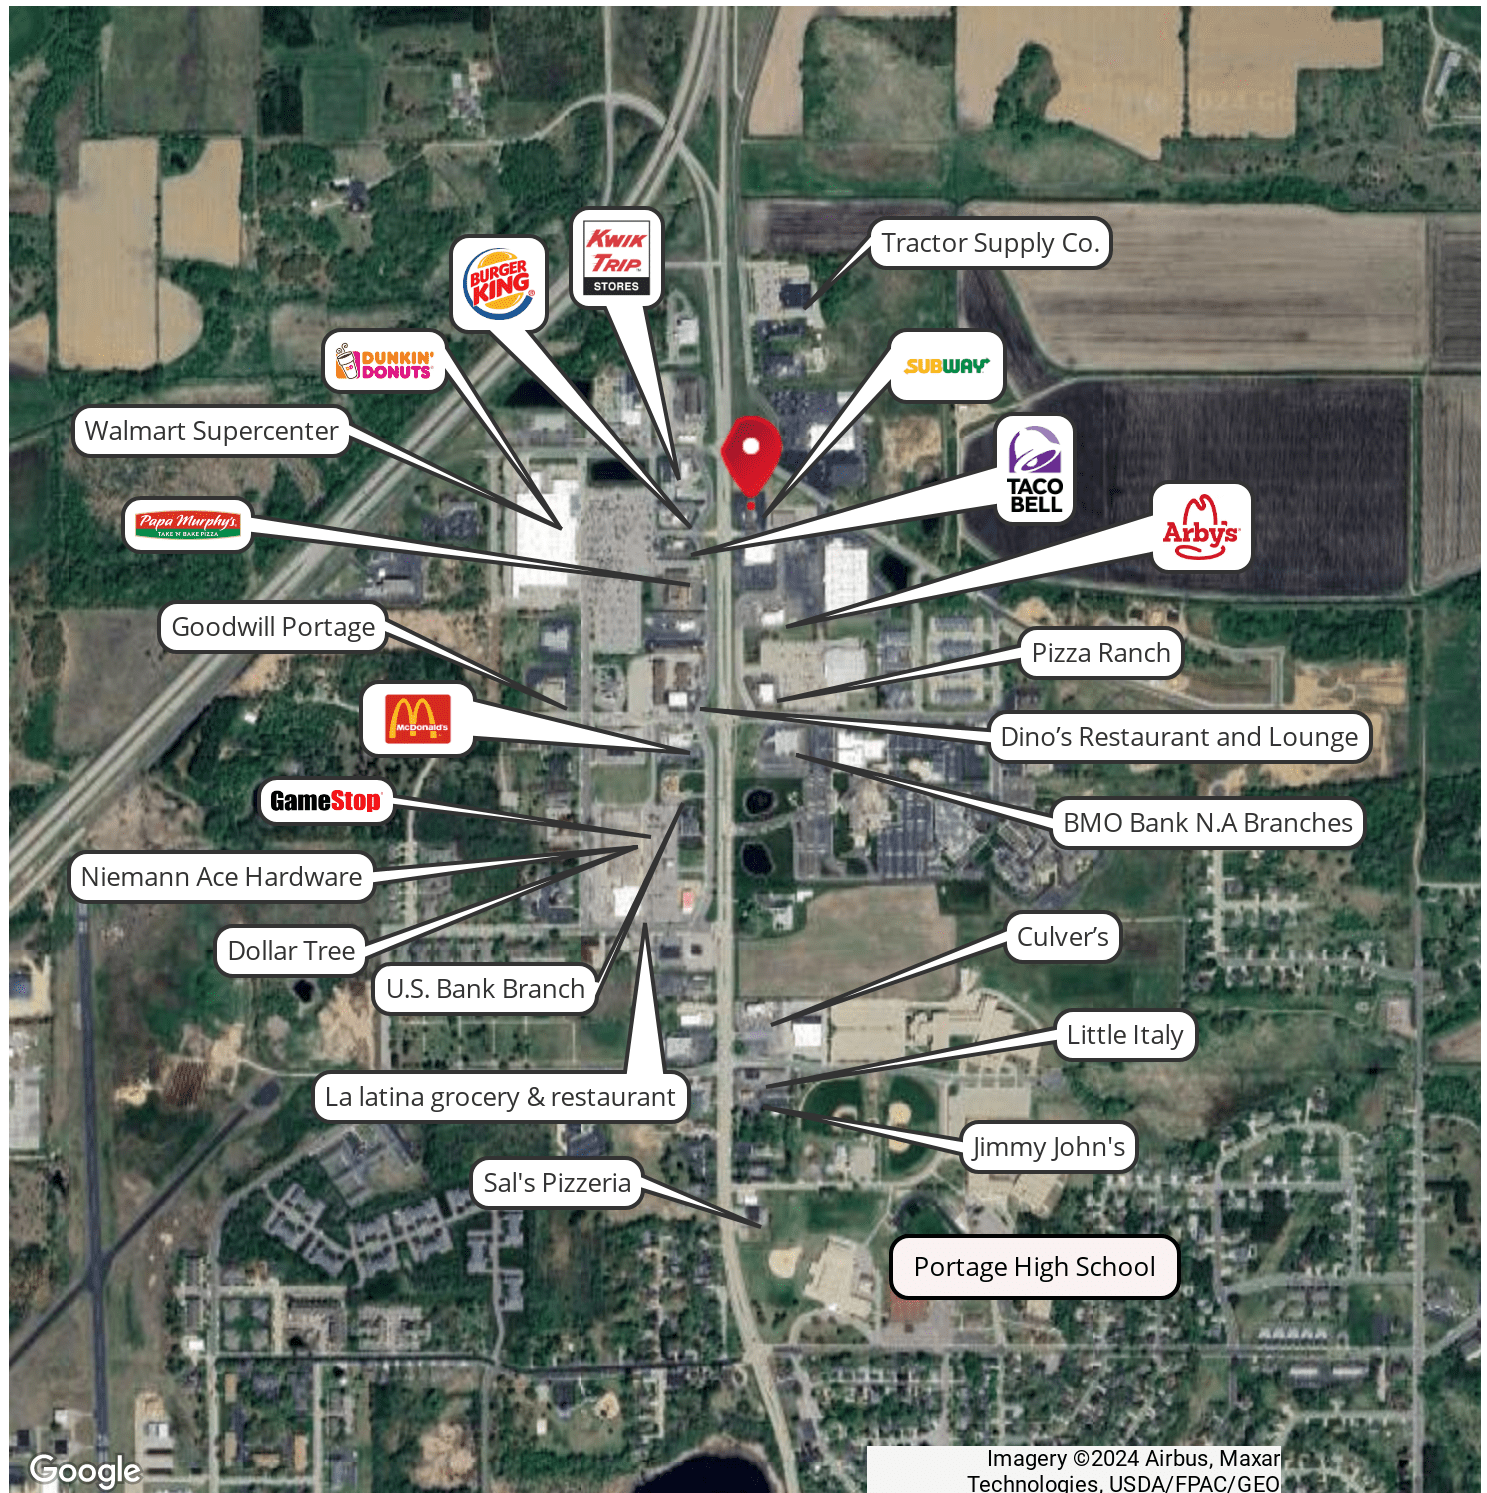 KWIK
TRIP
STORES
Tractor Supply Co.
BURGER
KING
DUNKIN'
DONUTS
SUBWAY
Walmart Supercenter
TACO
BELL
Papa Murphy's
TAKE 'N' BAKE PIZZA
Arby's
Goodwill Portage
Pizza Ranch
McDonald's
Dino’s Restaurant and Lounge
GameStop
BMO Bank N.A Branches
Niemann Ace Hardware
Culver’s
Dollar Tree
U.S. Bank Branch
Little Italy
La latina grocery & restaurant
Jimmy John's
Sal's Pizzeria
Portage High School
Google
Imagery ©2024 Airbus, Maxar
Technologies, USDA/FPAC/GEO